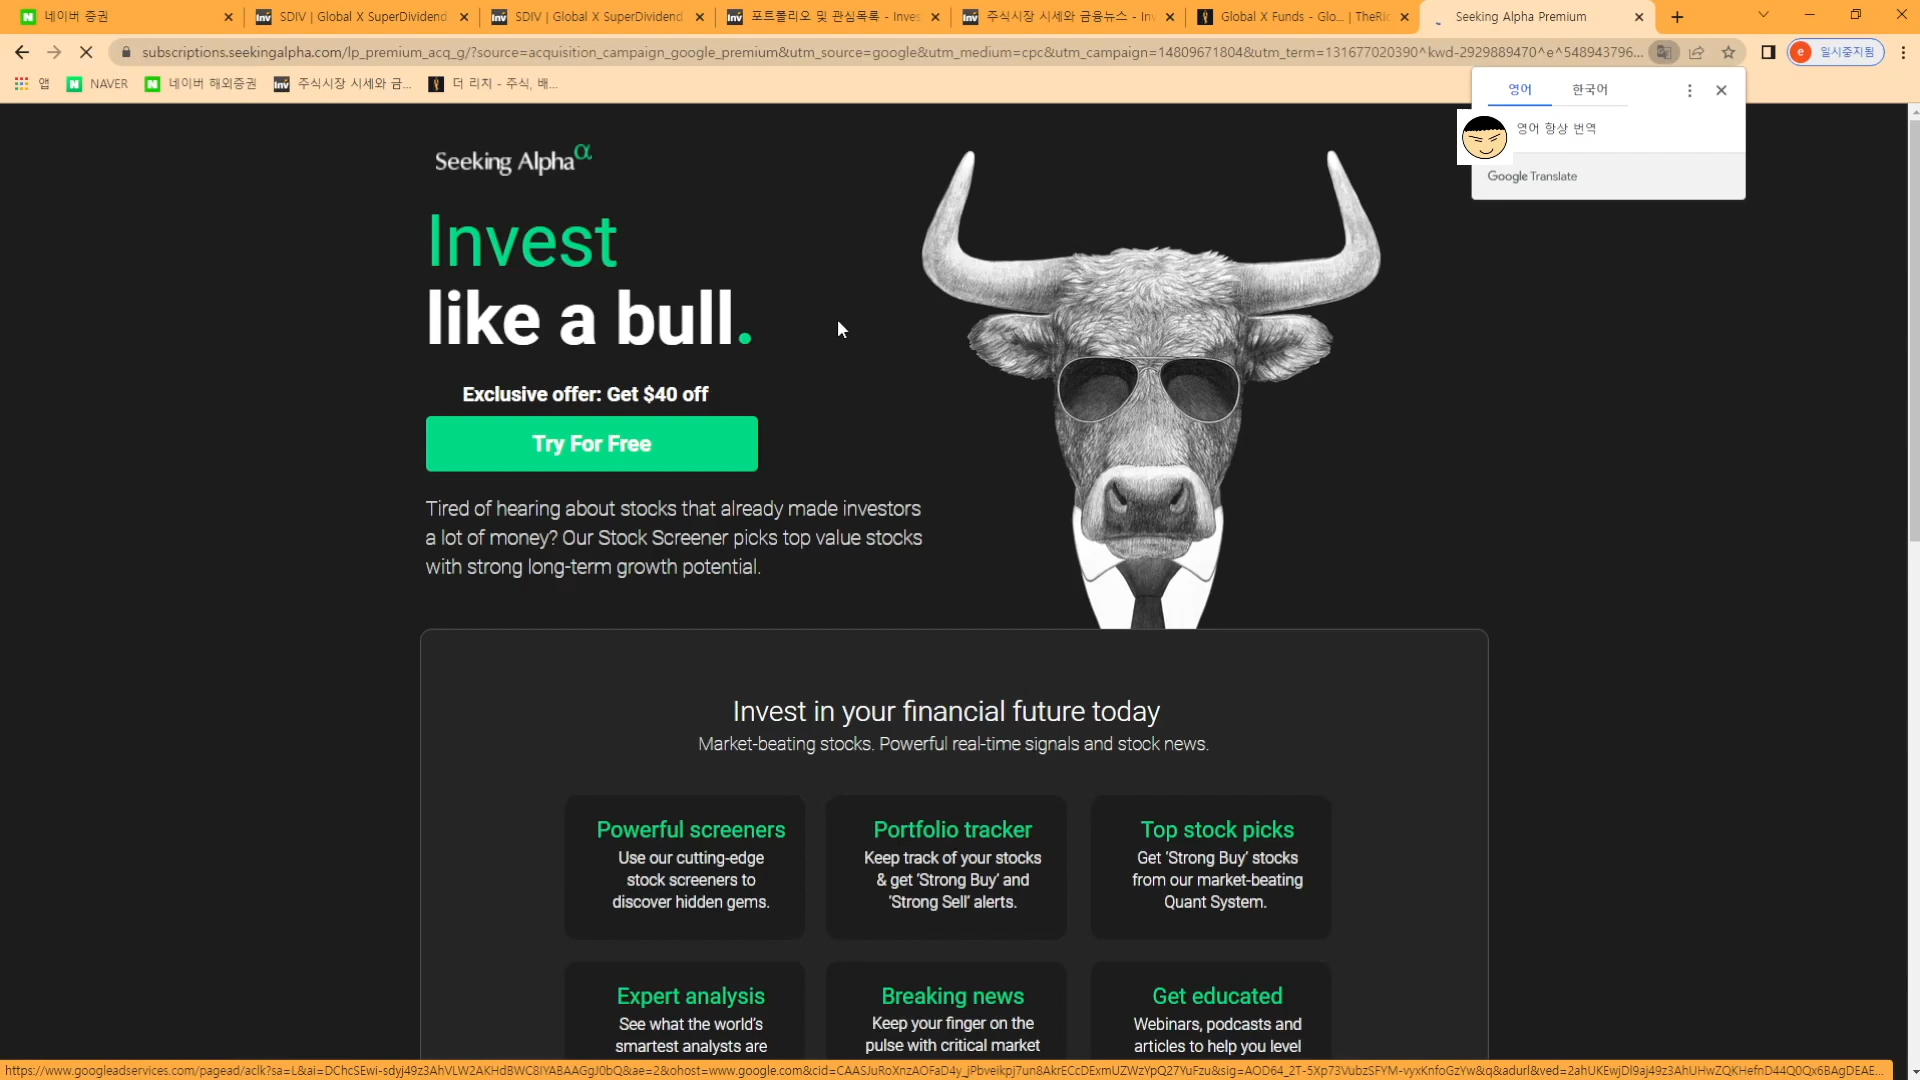 네이버 증권
SDIV | Global X SuperDividend
SDIV | Global X SuperDividend
포트폴리오 및 관심목록 - Inves
주식시장 시세와 금융뉴스 - Inv
Global X Funds - Glo... | TheRic
Seeking Alpha Premium
subscriptions.seekingalpha.com/lp_premium_acq_g/?source=acquisition_campaign_google_premium&utm_source=google&utm_medium=cpc&utm_campaign=14809671804&utm_term=131677020390^kwd-2929889470^e^548943796...
e 일시중지됨
앱
NAVER
네이버 해외증권
주식시장 시세와 금...
더 리치 - 주식, 배...
영어 한국어
영어 항상 번역
Google Translate
Seeking Alpha α
Invest
like a bull.
Exclusive offer: Get $40 off
Try For Free
Tired of hearing about stocks that already made investors
a lot of money? Our Stock Screener picks top value stocks
with strong long-term growth potential.
Invest in your financial future today
Market-beating stocks. Powerful real-time signals and stock news.
Powerful screeners
Use our cutting-edge
stock screeners to
discover hidden gems.
Portfolio tracker
Keep track of your stocks
& get ‘Strong Buy’ and
‘Strong Sell’ alerts.
Top stock picks
Get ‘Strong Buy’ stocks
from our market-beating
Quant System.
Expert analysis
See what the world’s
smartest analysts are
Breaking news
Keep your finger on the
pulse with critical market
Get educated
Webinars, podcasts and
articles to help you level